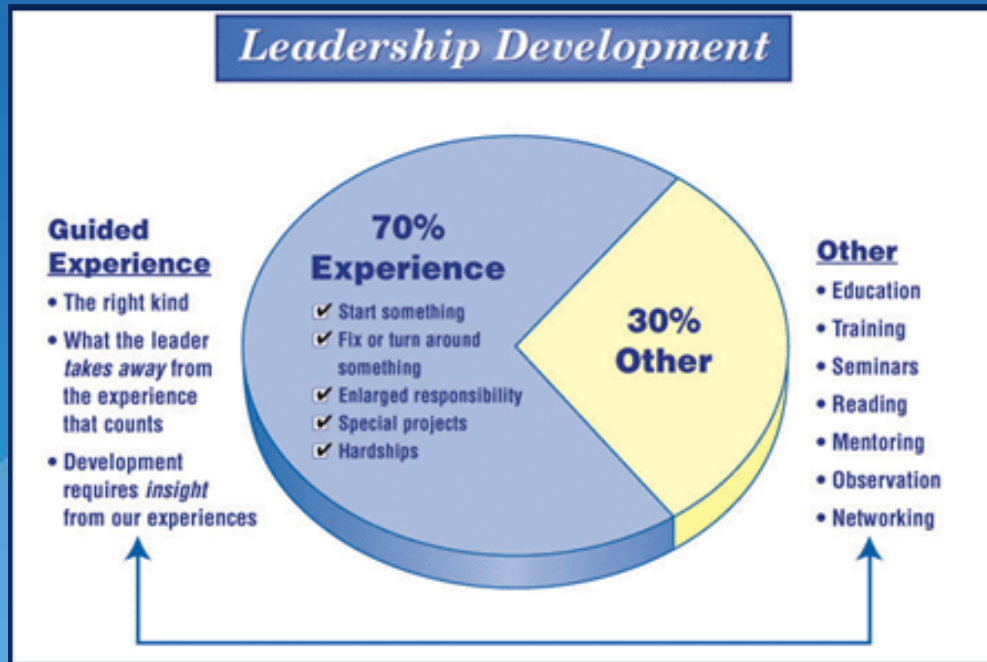 Leadership Development
Guided
Experience
• The right kind
• What the leader
takes away from
the experience
that counts
• Development
requires insight
from our experiences
70%
Experience
Start something
Fix or turn around
something
Enlarged responsibility
Special projects
Hardships
30%
Other
Other
• Education
• Training
• Seminars
• Reading
• Mentoring
• Observation
• Networking